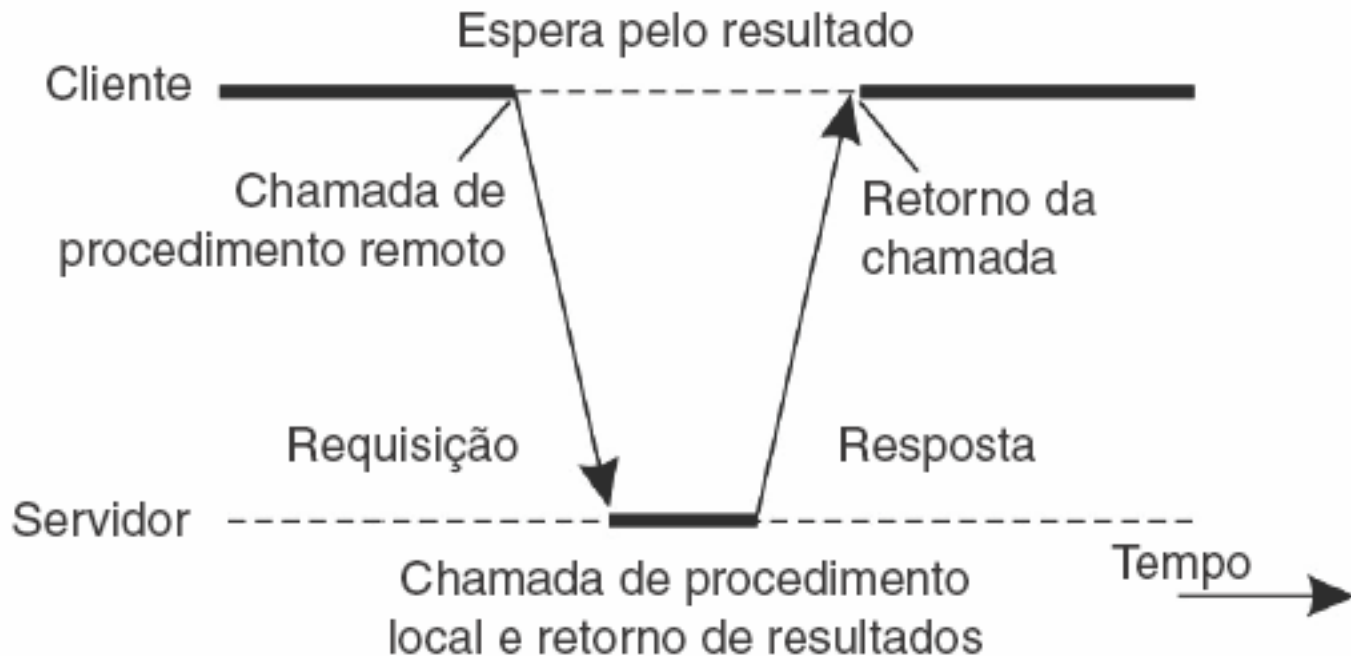 Espera pelo resultado
Cliente
Chamada de
procedimento remoto
Retorno da
chamada
Requisição
Resposta
Servidor
Tempo
Chamada de procedimento
local e retorno de resultados